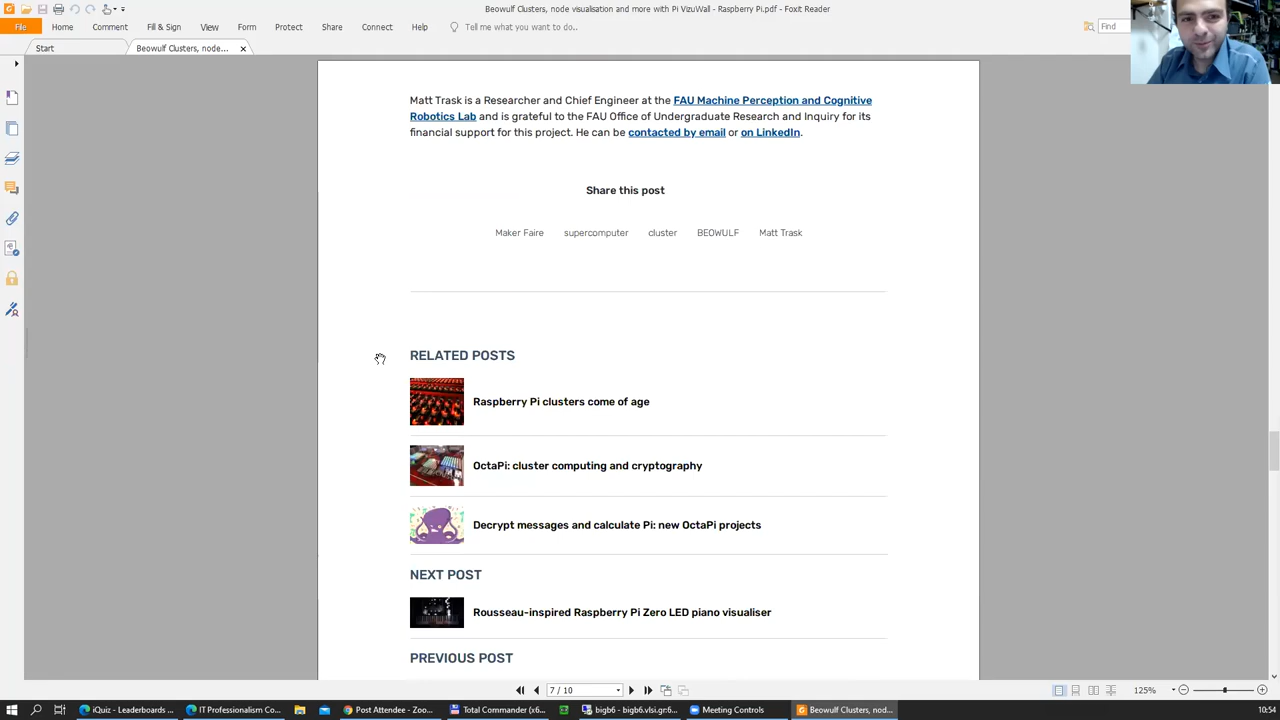 Beowulf Clusters, node visualisation and more with Pi VizuWall - Raspberry Pi.pdf - Foxit Reader
File Home Comment Fill & Sign View Form Protect Share Connect Help Tell me what you want to do.. Find
Start Beowulf Clusters, node...
Matt Trask is a Researcher and Chief Engineer at the FAU Machine Perception and Cognitive
Robotics Lab and is grateful to the FAU Office of Undergraduate Research and Inquiry for its
financial support for this project. He can be contacted by email or on LinkedIn.
Share this post
Maker Faire supercomputer cluster BEOWULF Matt Trask
RELATED POSTS
Raspberry Pi clusters come of age
OctaPi: cluster computing and cryptography
Decrypt messages and calculate Pi: new OctaPi projects
NEXT POST
Rousseau-inspired Raspberry Pi Zero LED piano visualiser
PREVIOUS POST
7 / 10 125%
iQuiz - Leaderboards ... IT Professionalism Co... Post Attendee - Zoo... Total Commander (x6... bigb6 - bigb6.vlsi.gr:6... Meeting Controls Beowulf Clusters, nod... 10:54